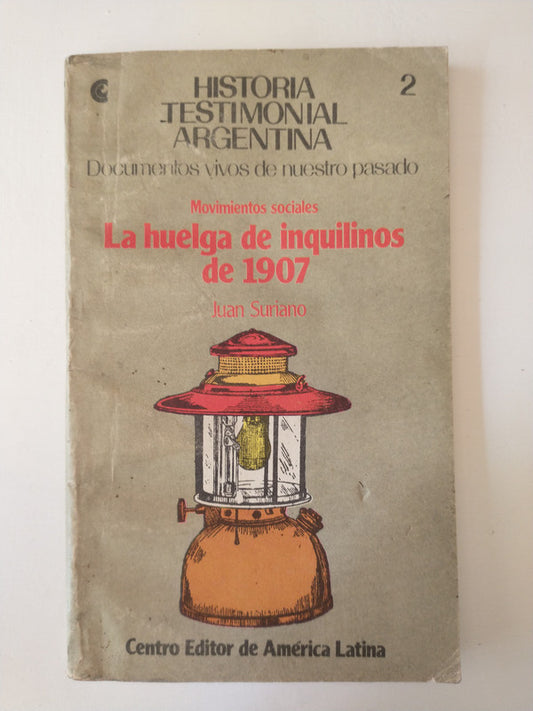 HISTORIA
TESTIMONIAL
ARGENTINA
2
Documentos vivos de nuestro pasado
Movimientos sociales
La huelga de inquilinos
de 1907
Juan Suriano
Centro Editor de América Latina